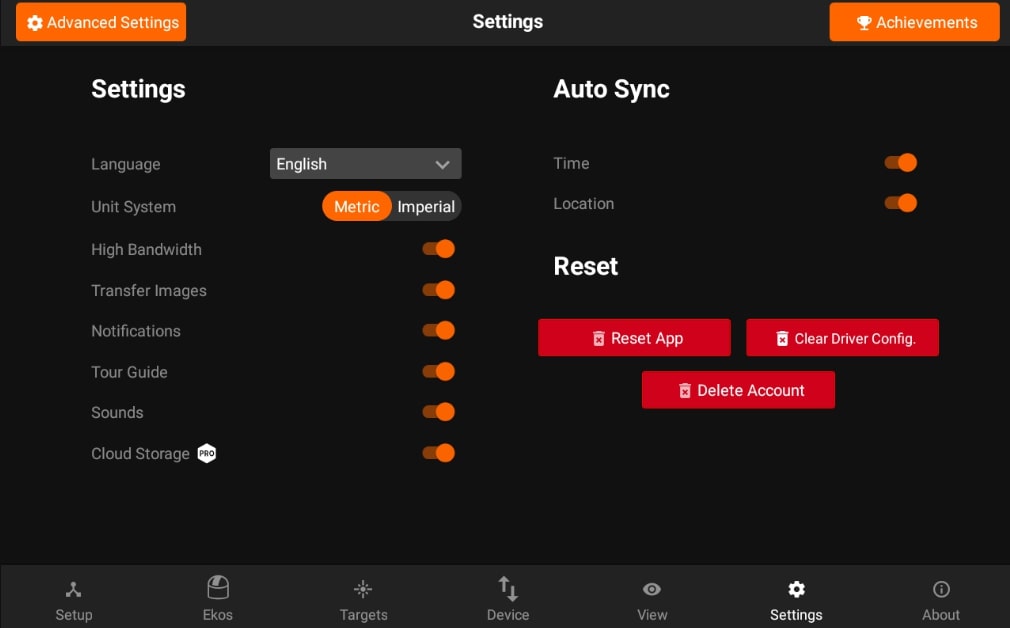 Advanced Settings
Settings
Achievements
Settings
Language
English
Unit System
Metric Imperial
High Bandwidth
Transfer Images
Notifications
Tour Guide
Sounds
Cloud Storage PRO
Auto Sync
Time
Location
Reset
Reset App
Clear Driver Config.
Delete Account
Setup
Ekos
Targets
Device
View
Settings
About